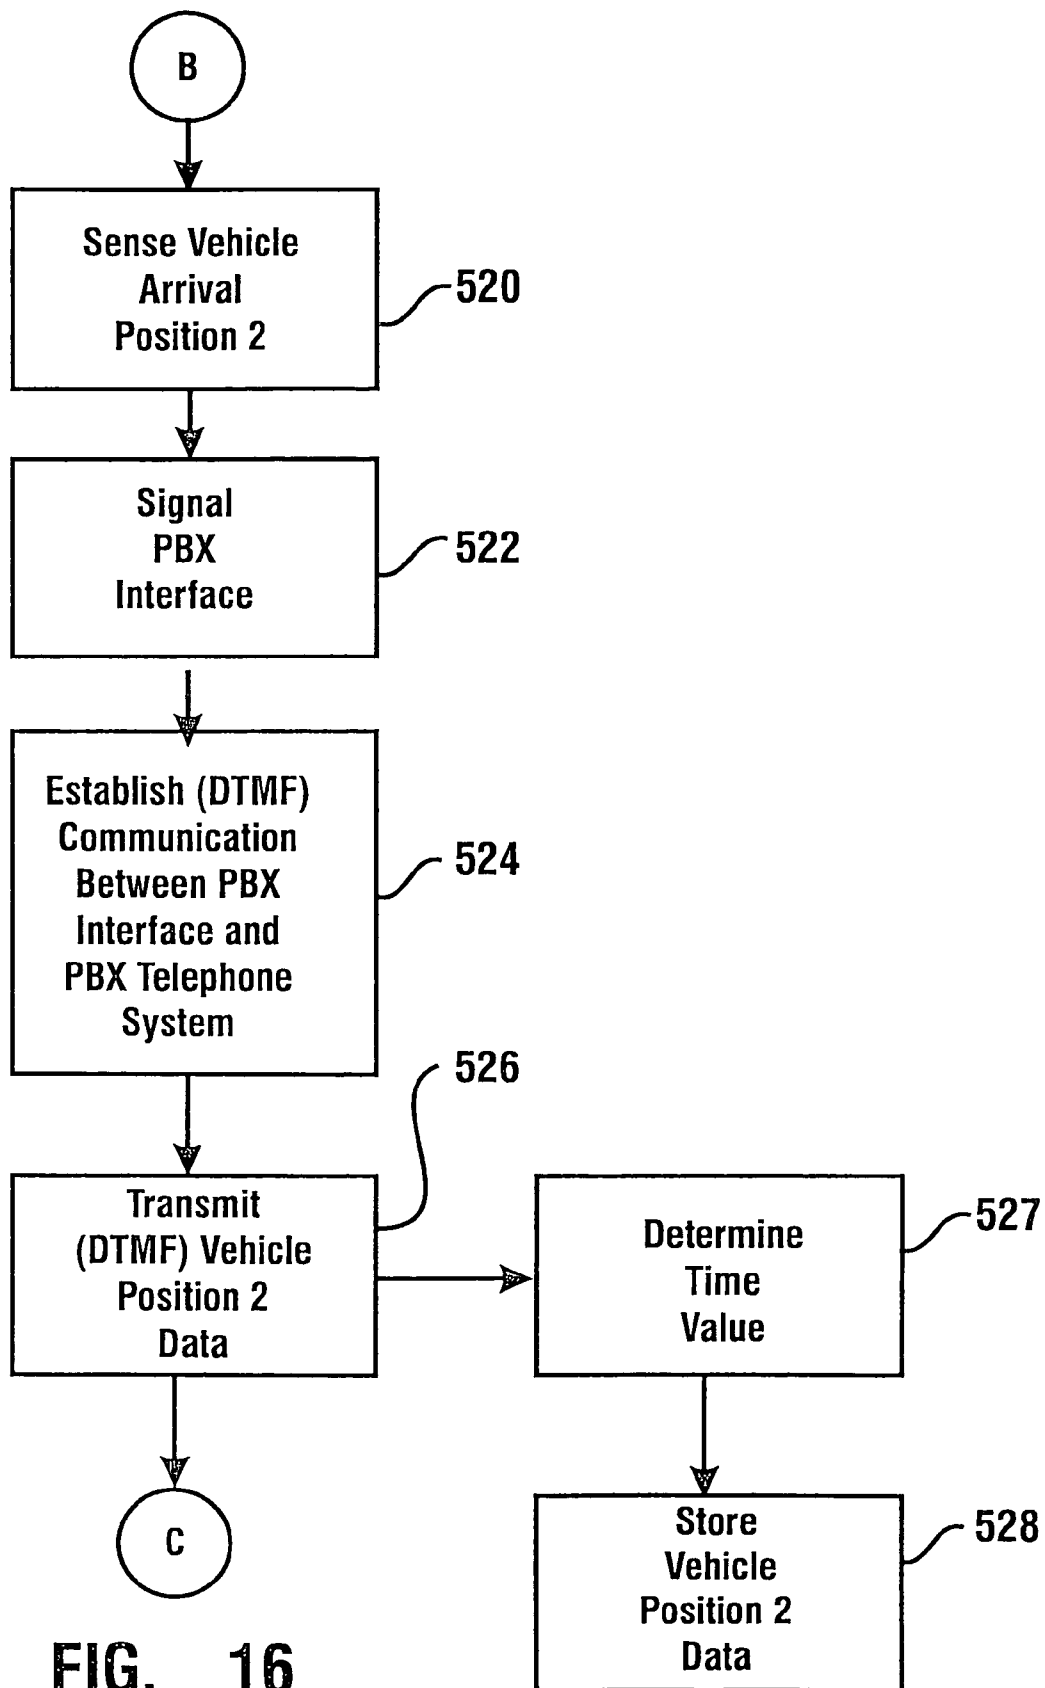 B
Sense Vehicle
Arrival
Position 2
520
Signal
PBX
Interface
522
Establish (DTMF)
Communication
Between PBX
Interface and
PBX Telephone
System
524
526
Transmit
(DTMF) Vehicle
Position 2
Data
Determine
Time
Value
527
C
Store
Vehicle
Position 2
Data
528
FIG. 16